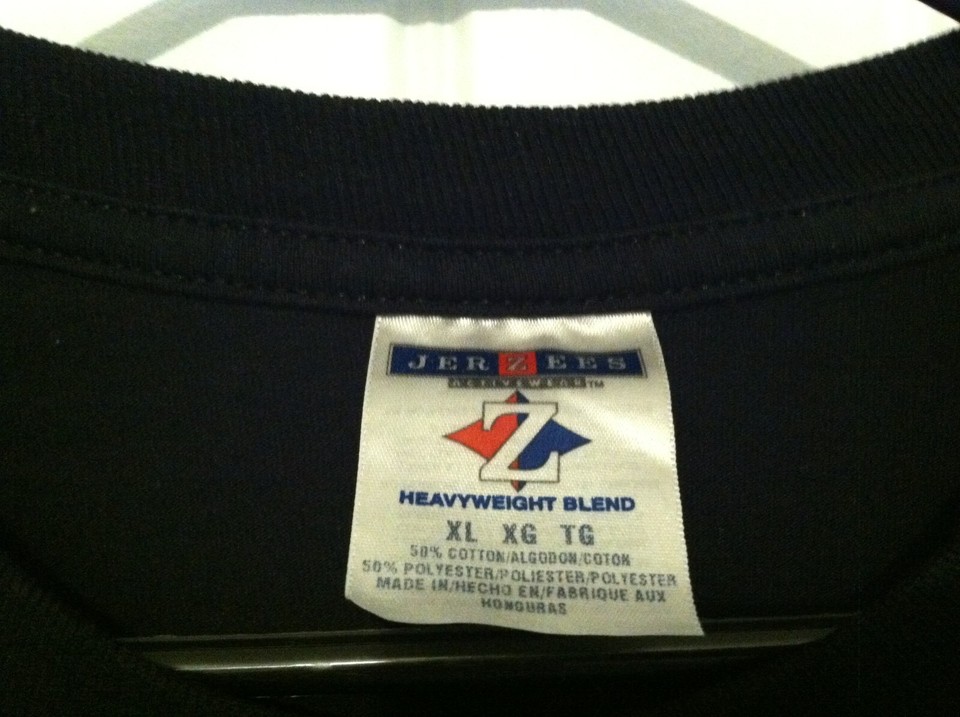 JERZEES
ACTIVEWEAR™
Z
HEAVYWEIGHT BLEND
XL XG TG
50% COTTON/ALGODON/COTON
50% POLYESTER/POLIESTER/POLYESTER
MADE IN/HECHO EN/FABRIQUE AUX
HONDURAS